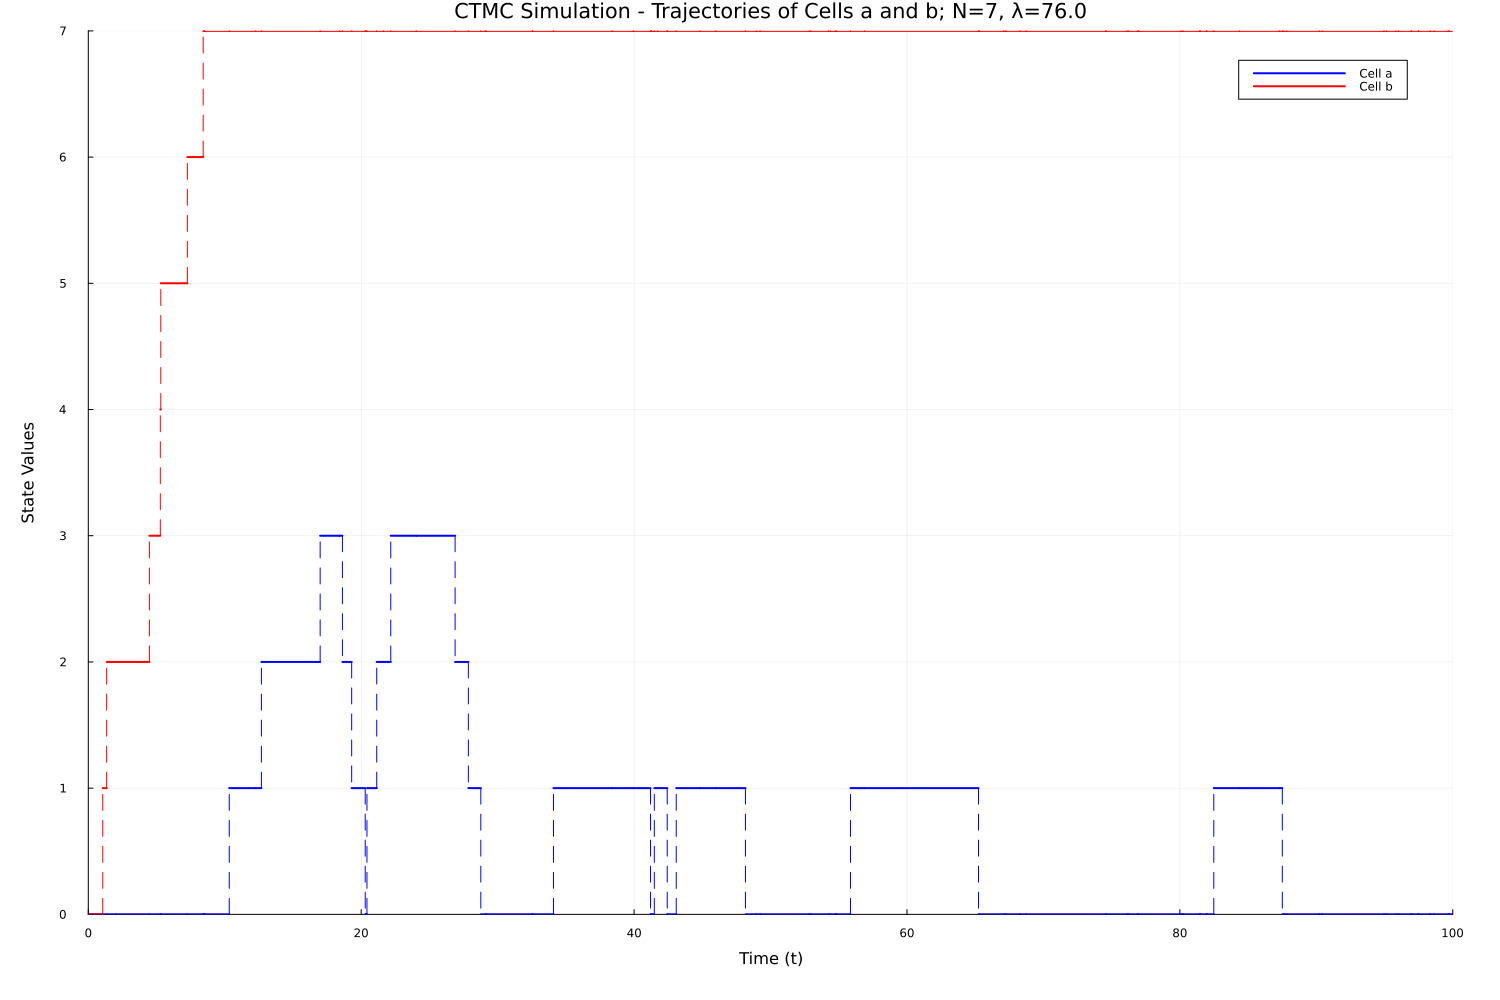 CTMC Simulation - Trajectories of Cells a and b; N=7, λ=76.0
7
Cell a
Cell b
6
5
4
State Values
3
2
1
0
0 20 40 60 80 100
Time (t)